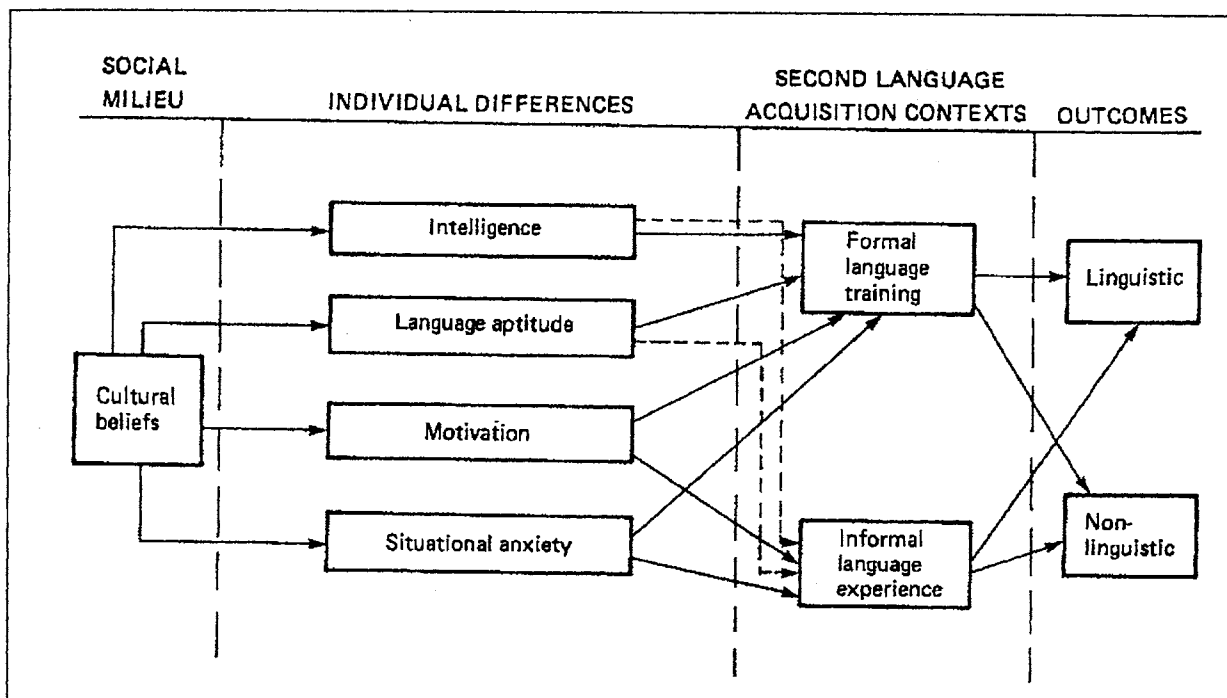 SOCIAL
MILIEU
INDIVIDUAL DIFFERENCES
SECOND LANGUAGE
ACQUISITION CONTEXTS
OUTCOMES
Intelligence
Language aptitude
Cultural
beliefs
Motivation
Situational anxiety
Formal
language
training
Informal
language
experience
Linguistic
Non-
linguistic